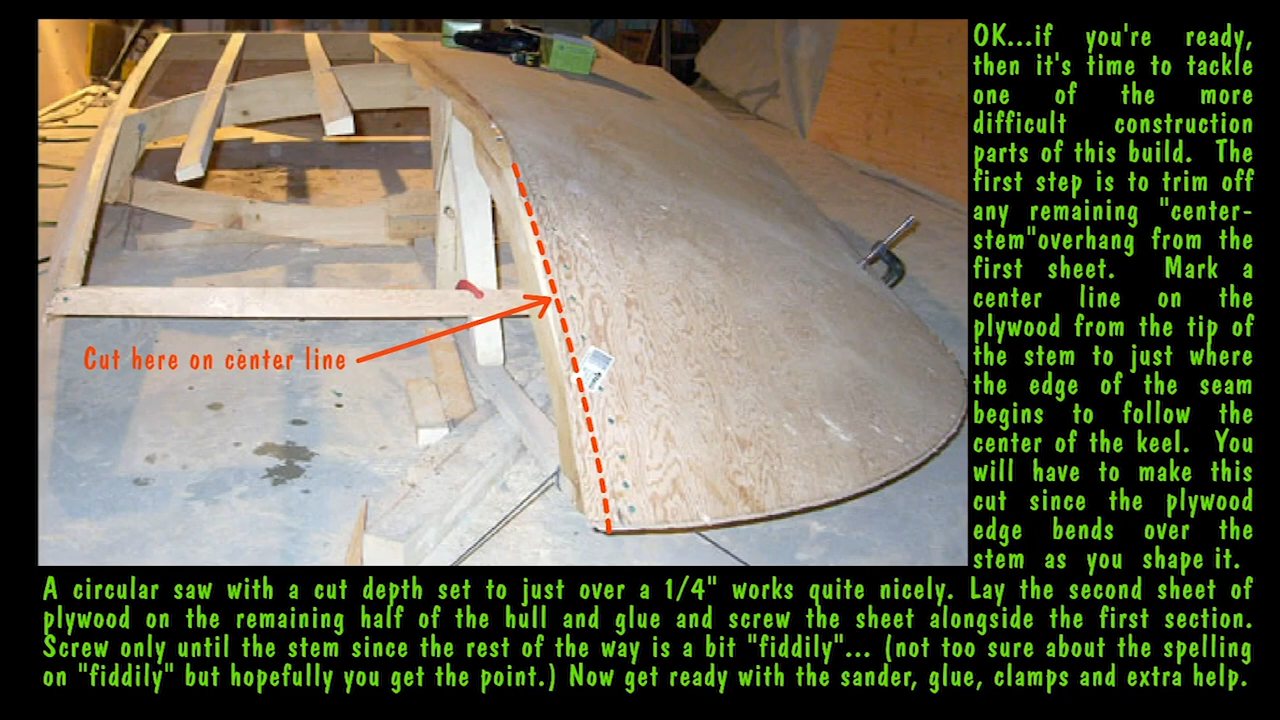 OK...if you're ready,
then it's time to tackle
one of the more
difficult construction
parts of this build. The
first step is to trim off
any remaining "center-
stem"overhang from the
first sheet. Mark a
center line on the
plywood from the tip of
the stem to just where
the edge of the seam
begins to follow the
center of the keel. You
will have to make this
cut since the plywood
edge bends over the
stem as you shape it.
Cut here on center line
A circular saw with a cut depth set to just over a 1/4" works quite nicely. Lay the second sheet of
plywood on the remaining half of the hull and glue and screw the sheet alongside the first section.
Screw only until the stem since the rest of the way is a bit "fiddily"... (not too sure about the spelling
on "fiddily" but hopefully you get the point.) Now get ready with the sander, glue, clamps and extra help.